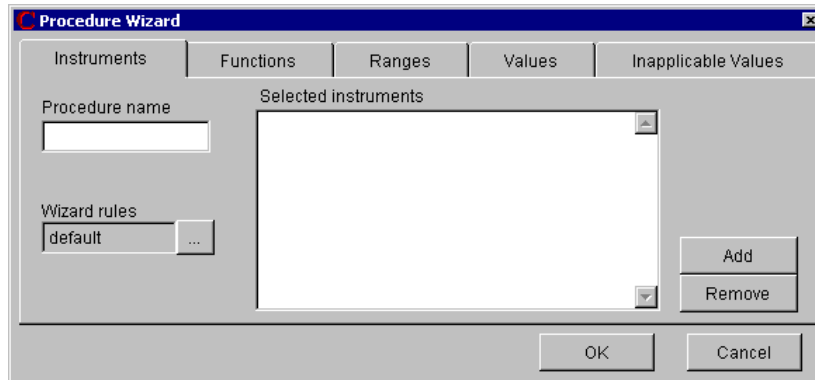 Procedure Wizard
Instruments
Functions
Ranges
Values
Inapplicable Values
Procedure name
Selected instruments
Wizard rules
default
...
Add
Remove
OK
Cancel